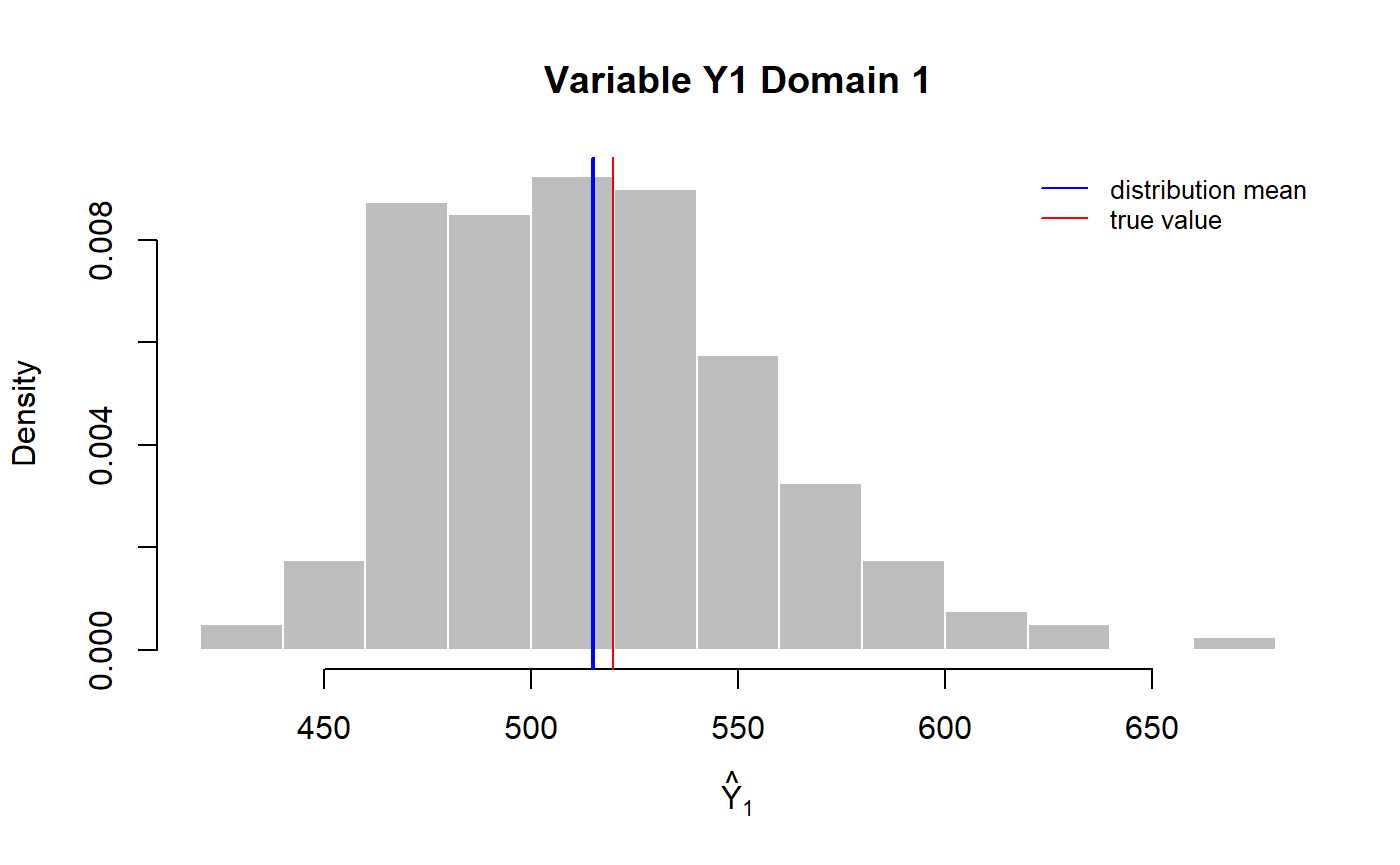 Variable Y1 Domain 1
distribution mean
true value
Density
0.008
0.004
0.000
450 500 550 600 650
Ŷ₁